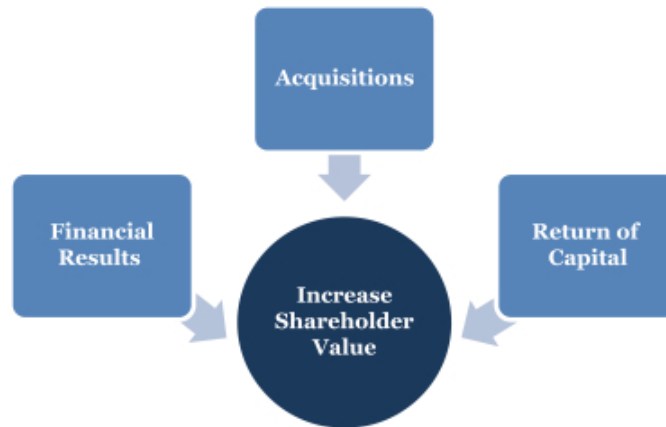 Acquisitions
Financial
Results
Return of
Capital
Increase
Shareholder
Value